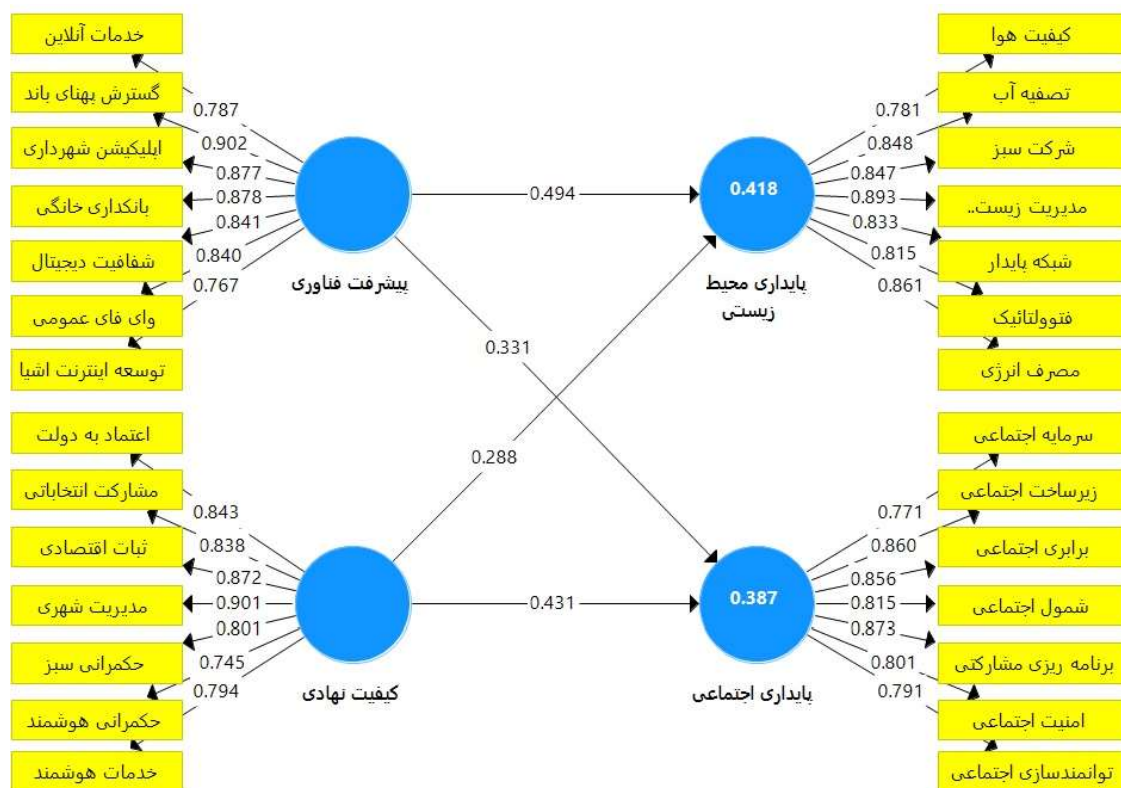 خدمات آنلاین
گسترش پهنای باند
اپلیکیشن شهرداری
بانکداری خانگی
شفافیت دیجیتال
وای فای عمومی
توسعه اینترنت اشیا
0.787
0.902
0.877
0.878
0.841
0.840
0.767
پیشرفت فناوری
0.494
0.331
0.418
پایداری محیط
زیستی
0.781
0.848
0.847
0.893
0.833
0.815
0.861
کیفیت هوا
تصفیه آب
شرکت سبز
مدیریت زیست..
شبکه پایدار
فتوولتائیک
مصرف انرژی
اعتماد به دولت
مشارکت انتخاباتی
ثبات اقتصادی
مدیریت شهری
حکمرانی سبز
حکمرانی هوشمند
خدمات هوشمند
0.843
0.838
0.872
0.901
0.801
0.745
0.794
کیفیت نهادی
0.288
0.431
0.387
پایداری اجتماعی
0.771
0.860
0.856
0.815
0.873
0.801
0.791
سرمایه اجتماعی
زیرساخت اجتماعی
برابری اجتماعی
شمول اجتماعی
برنامه ریزی مشارکتی
امنیت اجتماعی
توانمندسازی اجتماعی